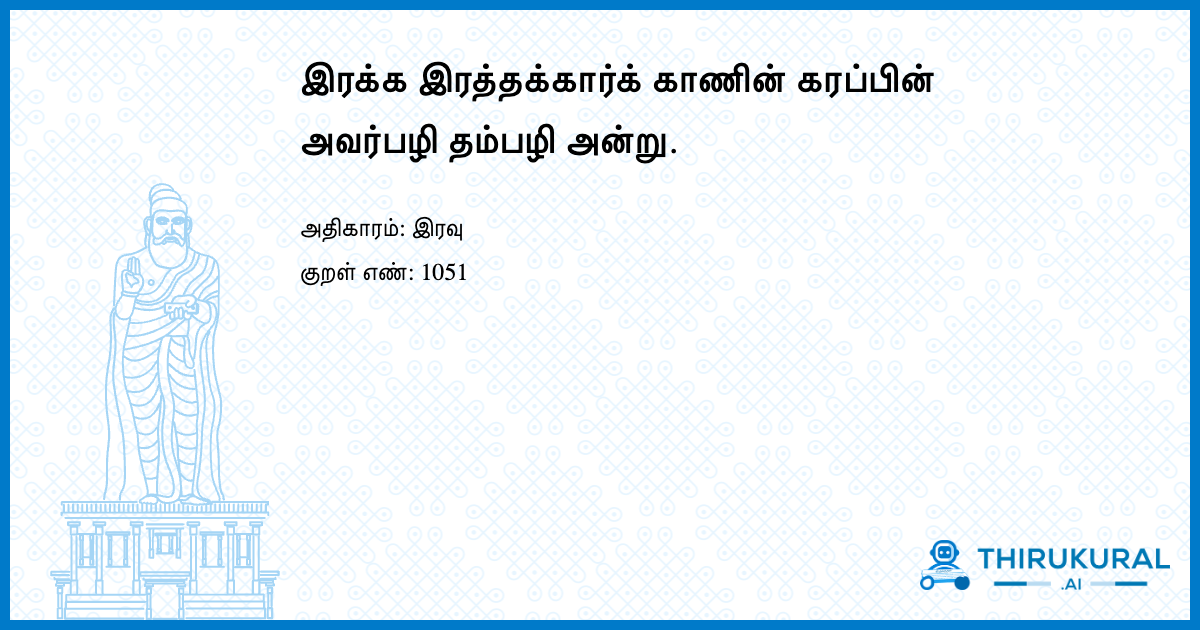 இரக்க இரத்தக்கார்க் காணின் கரப்பின்
அவர்பழி தம்பழி அன்று.
அதிகாரம்: இரவு
குறள் எண்: 1051
THIRUKURAL
.AI